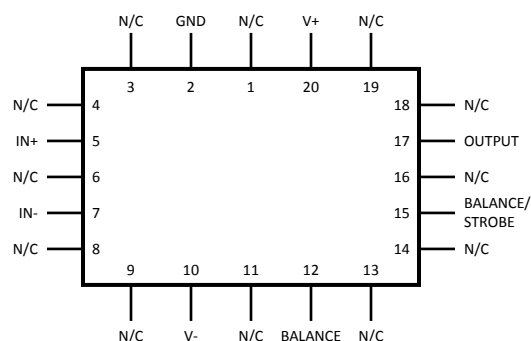 N/C GND N/C V+ N/C
3 2 1 20 19
N/C 4 18 N/C
IN+ 5 17 OUTPUT
N/C 6 16 N/C
IN- 7 15 BALANCE/
STROBE
N/C 8 14 N/C
9 10 11 12 13
N/C V- N/C BALANCE N/C